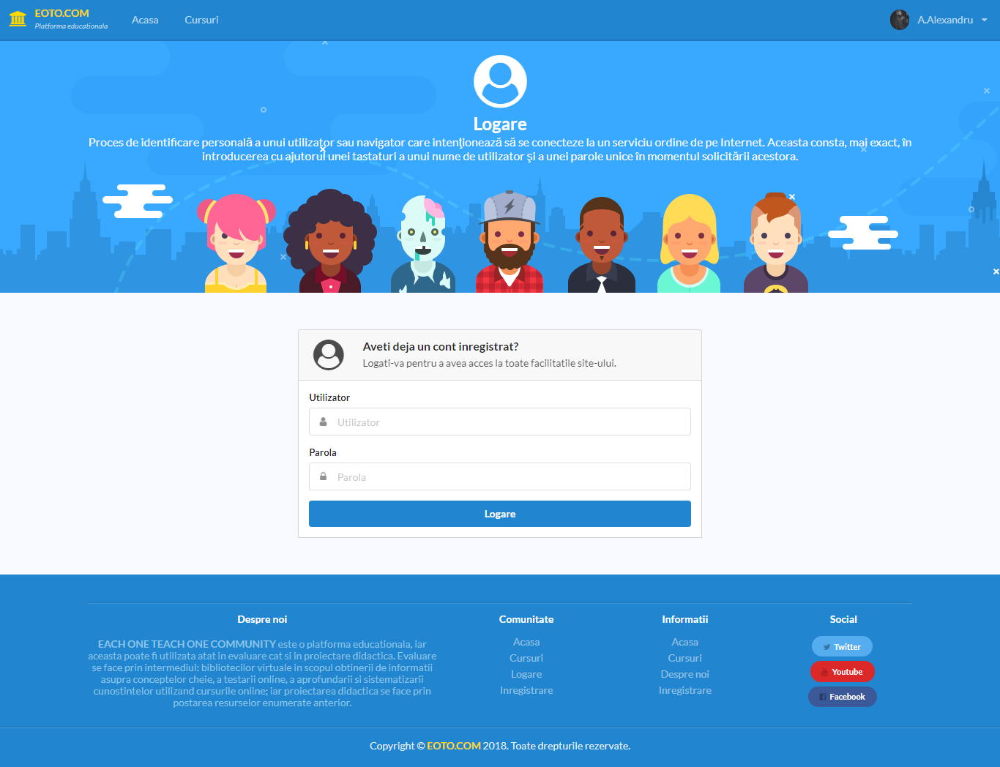 EOTO.COM
Platforma educationala
Acasa
Cursuri
A.Alexandru
Logare
Proces de identificare personală a unui utilizator sau navigator care intenţionează să se conecteze la un serviciu ordine de pe Internet. Aceasta consta, mai exact, în
introducerea cu ajutorul unei tastaturi a unui nume de utilizator şi a unei parole unice în momentul solicitării acestora.
Aveti deja un cont inregistrat?
Logati-va pentru a avea acces la toate facilitatile site-ului.
Utilizator
Utilizator
Parola
Parola
Logare
Despre noi
EACH ONE TEACH ONE COMMUNITY este o platforma educationala, iar
aceasta poate fi utilizata atat in evaluare cat si in proiectare didactica. Evaluare
se face prin intermediul: bibliotecilor virtuale in scopul obtinerii de informatii
asupra conceptelor cheie, a testarii online, a aprofundarii si sistematizarii
cunostintelor utilizand cursurile online; iar proiectarea didactica se face prin
postarea resurselor enumerate anterior.
Comunitate
Acasa
Cursuri
Logare
Inregistrare
Informatii
Acasa
Cursuri
Despre noi
Inregistrare
Social
Twitter
Youtube
Facebook
Copyright © EOTO.COM 2018. Toate drepturile rezervate.